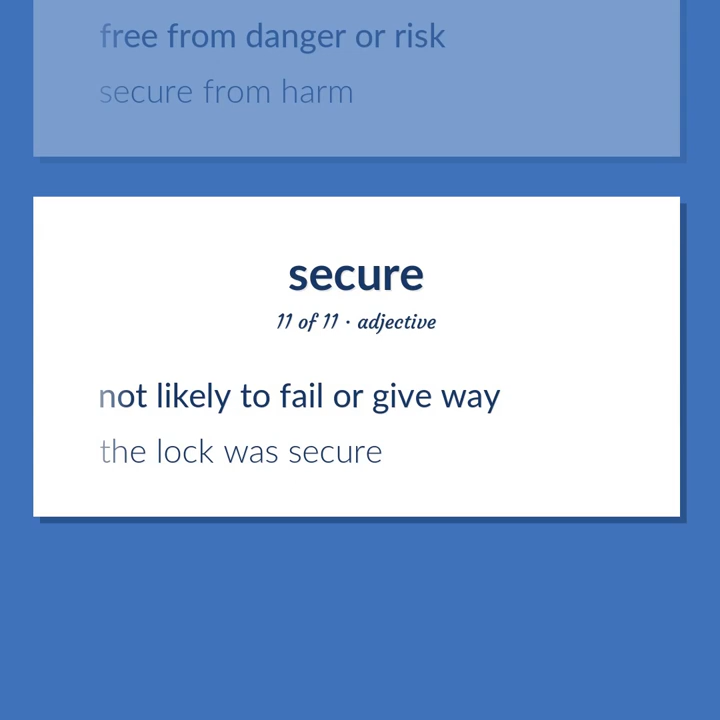 free from danger or risk
secure from harm
secure
11 of 11 · adjective
not likely to fail or give way
the lock was secure